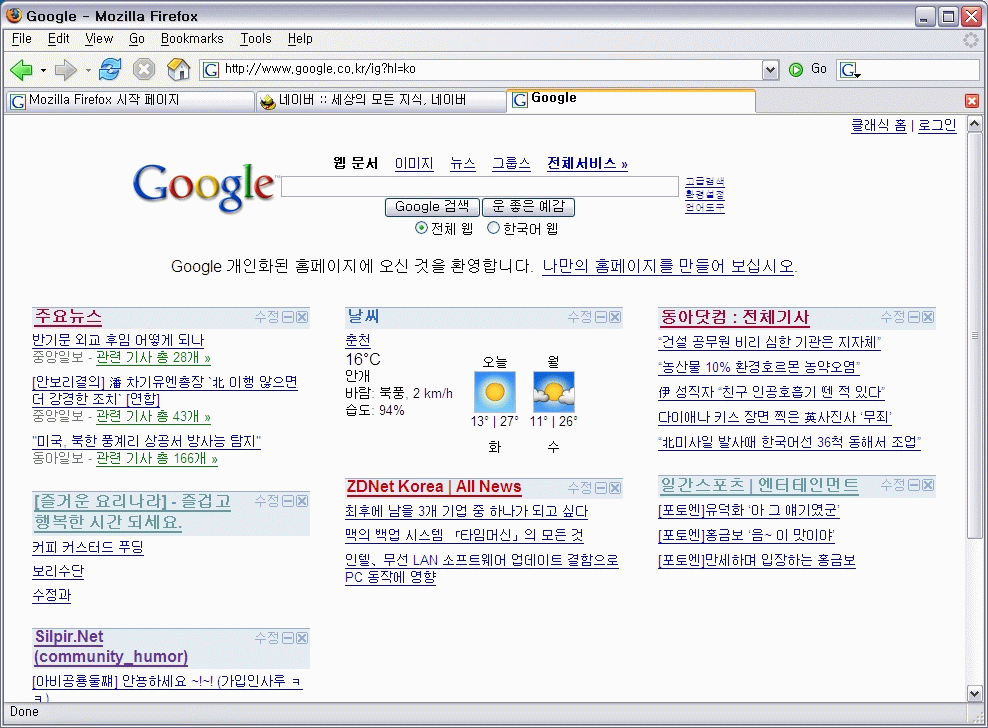 Google - Mozilla Firefox
File Edit View Go Bookmarks Tools Help
http://www.google.co.kr/ig?hl=ko Go
Mozilla Firefox 시작 페이지 네이버 :: 세상의 모든 지식, 네이버 Google
클래식 홈 | 로그인
웹 문서 이미지 뉴스 그룹스 전체서비스 »
Google
고급검색
환경설정
언어도구
Google 검색 운 좋은 예감
전체 웹 한국어 웹
Google 개인화된 홈페이지에 오신 것을 환영합니다. 나만의 홈페이지를 만들어 보십시오.
주요뉴스 수정
반기문 외교 후임 어떻게 되나
중앙일보 - 관련 기사 총 28개 »
[안보리결의] 潘 차기유엔총장 `北 이행 않으면
더 강경한 조치` [연합]
중앙일보 - 관련 기사 총 43개 »
"미국, 북한 풍계리 상공서 방사능 탐지"
동아일보 - 관련 기사 총 166개 »
[즐거운 요리나라] - 즐겁고 수정
행복한 시간 되세요.
커피 커스터드 푸딩
보리수단
수정과
Silpir.Net 수정
(community_humor)
[아비공룡둘째] 안뇽하세요 ~!~! (가입인사루 ㅋ
ㅋ)
날씨 수정
춘천
16°C
안개
바람: 북풍, 2 km/h
습도: 94%
오늘 월
13° | 27° 11° | 26°
화 수
ZDNet Korea | All News 수정
최후에 남을 3개 기업 중 하나가 되고 싶다
맥의 백업 시스템 「타임머신」의 모든 것
인텔, 무선 LAN 소프트웨어 업데이트 결함으로
PC 동작에 영향
동아닷컴 : 전체기사 수정
“건설 공무원 비리 심한 기관은 지자체”
“농산물 10% 환경호르몬 농약오염”
伊 성직자 “친구 인공호흡기 뗀 적 있다”
다이애나 키스 장면 찍은 英사진사 ‘무죄’
“北미사일 발사때 한국어선 36척 동해서 조업”
일간스포츠 | 엔터테인먼트 수정
[포토엔]유덕화 ‘아 그 얘기였군’
[포토엔]홍금보 ‘음~ 이 맛이야’
[포토엔]만세하며 입장하는 홍금보
Done